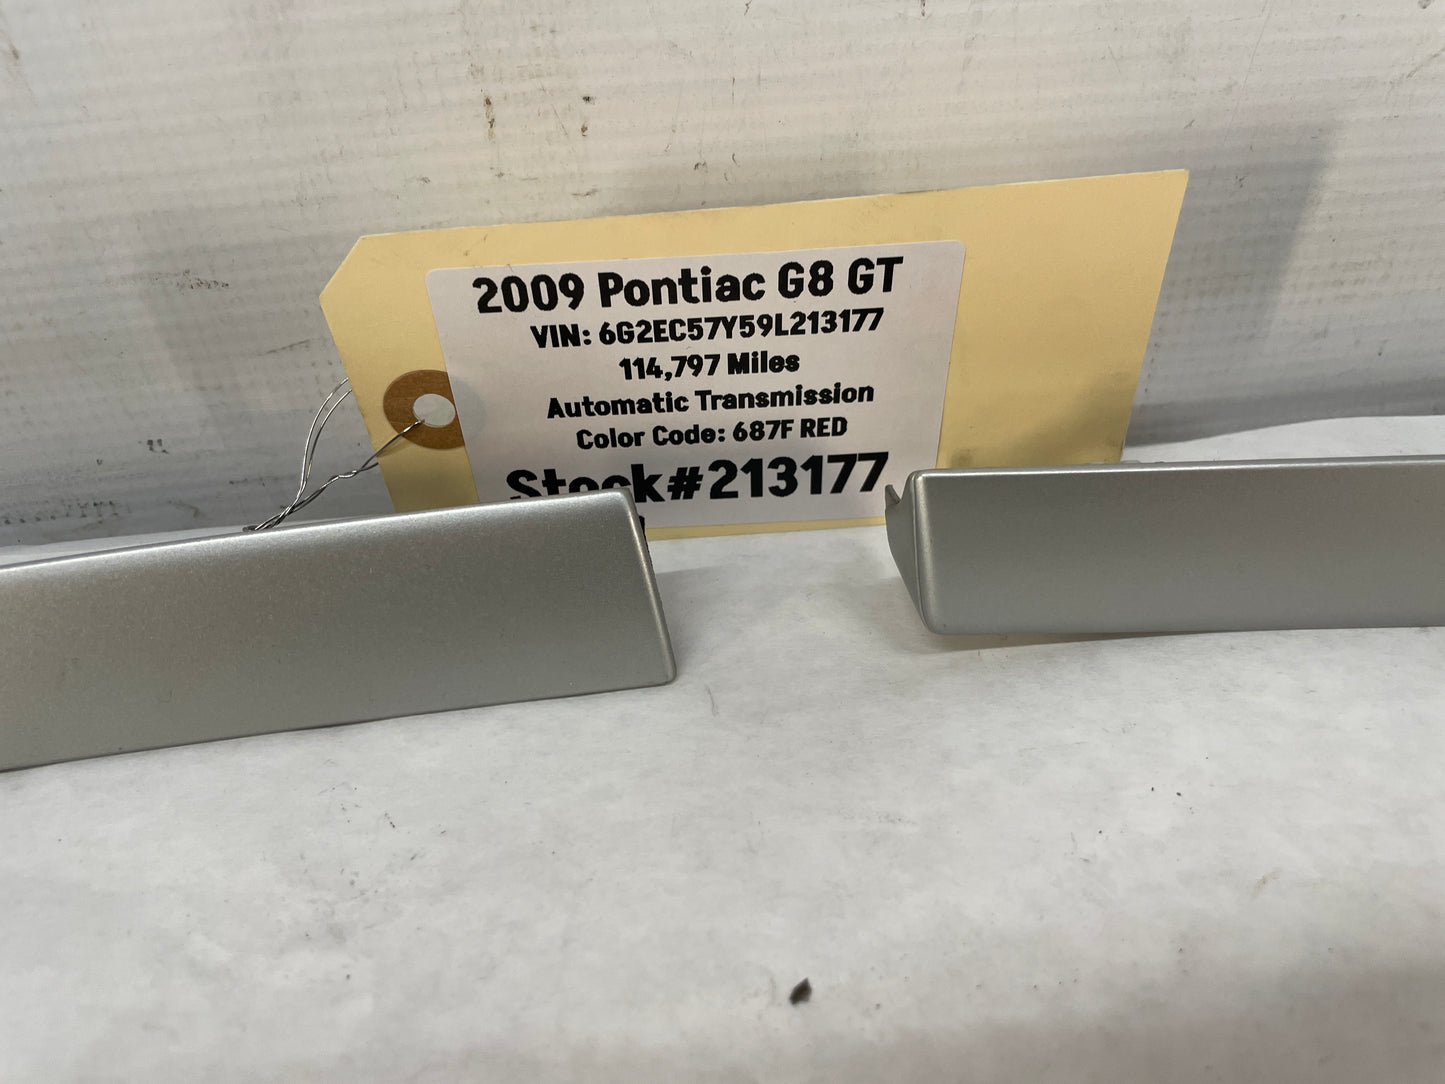 2009 Pontiac G8 GT
VIN: 6G2EC57Y59L213177
114,797 Miles
Automatic Transmission
Color Code: 687F RED
Stock#213177